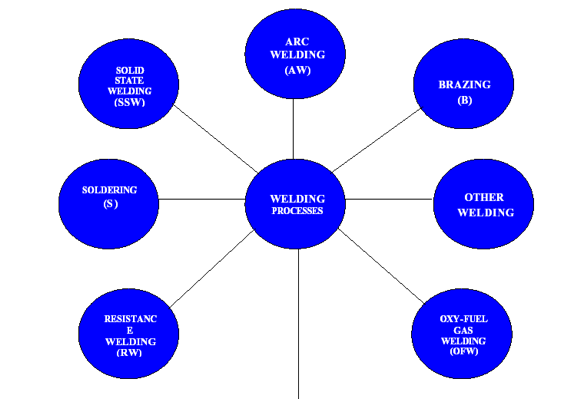 ARC
WELDING
(AW)
SOLID
STATE
WELDING
(SSW)
BRAZING
(B)
SOLDERING
(S )
WELDING
PROCESSES
OTHER
WELDING
RESISTANC
E
WELDING
(RW)
OXY-FUEL
GAS
WELDING
(OFW)